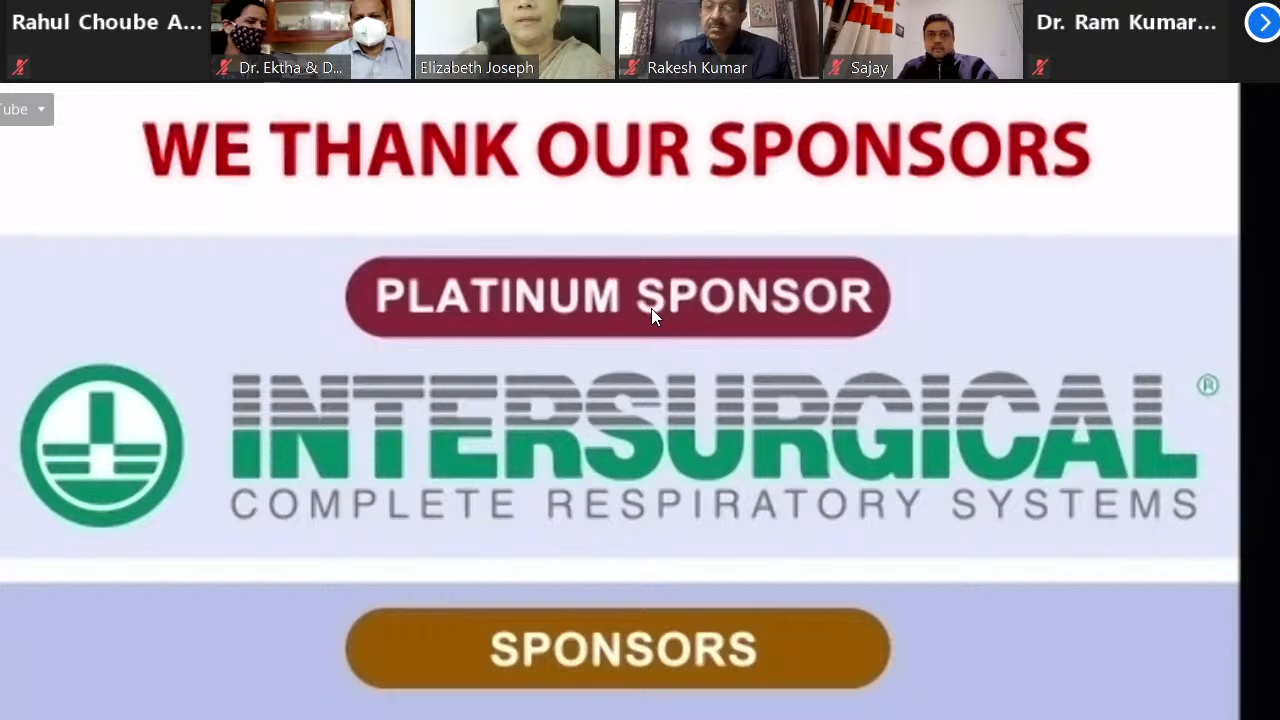 Rahul Choube A...
Dr. Ektha & D...
Elizabeth Joseph
Rakesh Kumar
Sajay
Dr. Ram Kumar...
Tube
WE THANK OUR SPONSORS
PLATINUM SPONSOR
INTERSURGICAL ®
COMPLETE RESPIRATORY SYSTEMS
SPONSORS